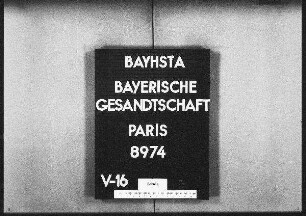 BAYHSTA
BAYERISCHE
GESANDTSCHAFT
PARIS
8974
V-16